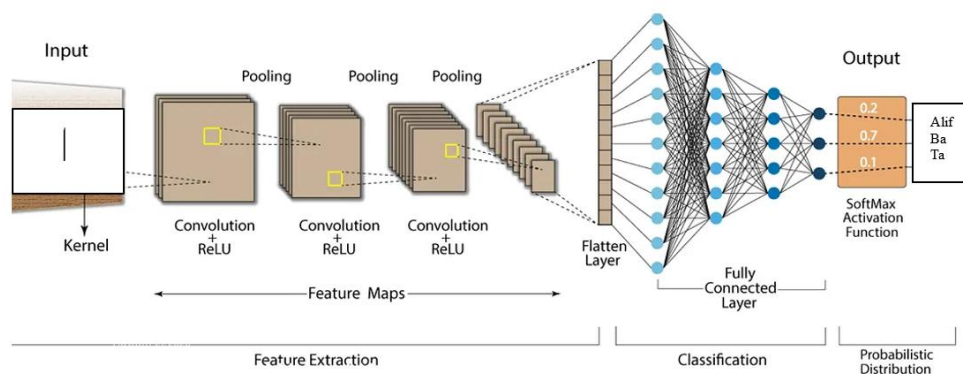 Input
Pooling
Pooling
Pooling
Output
0.2
0.7
0.1
Alif
Ba
Ta
Kernel
Convolution
+
ReLU
Convolution
+
ReLU
Convolution
+
ReLU
Flatten
Layer
SoftMax
Activation
Function
Fully
Connected
Layer
Feature Maps
Feature Extraction
Classification
Probabilistic
Distribution